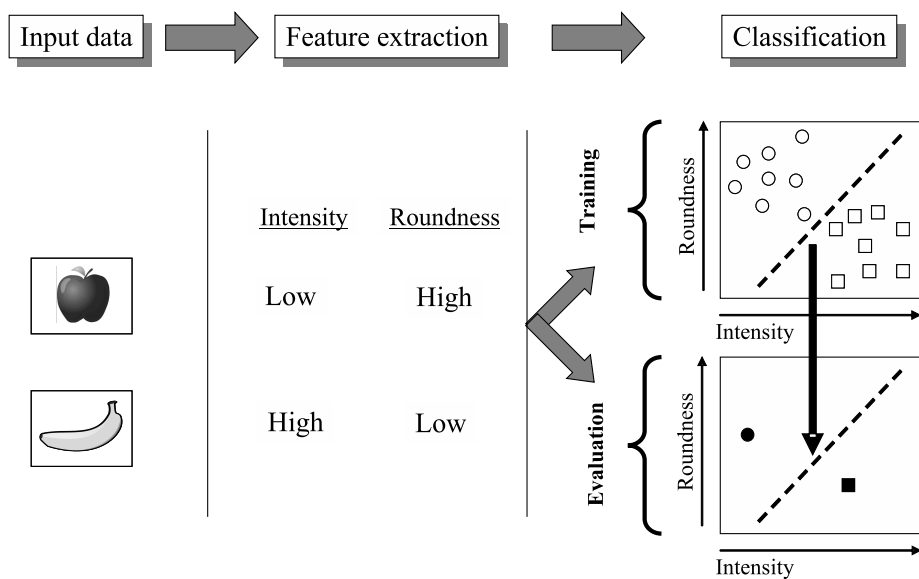 Input data
Feature extraction
Classification
Intensity
Roundness
Low
High
High
Low
Training
Roundness
Intensity
Evaluation
Roundness
Intensity